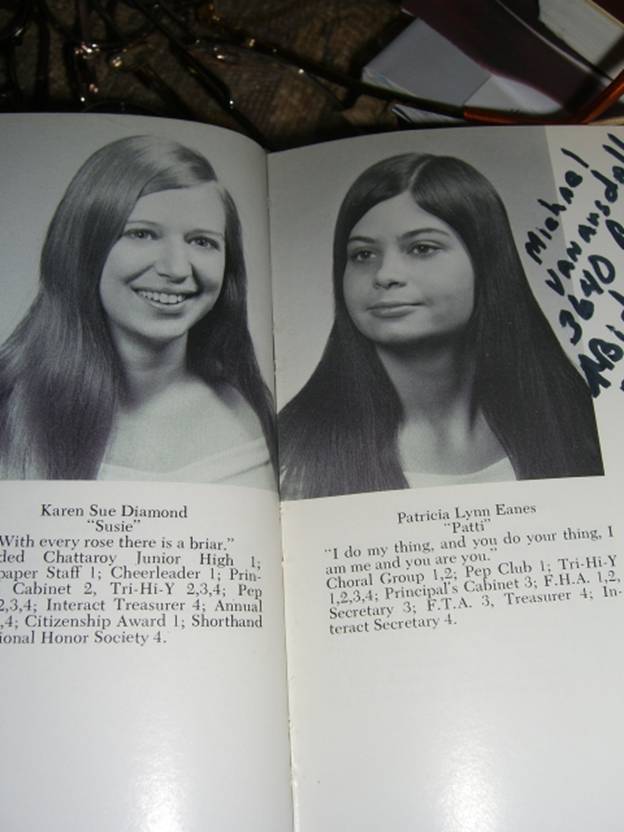 Karen Sue Diamond
"Susie"
With every rose there is a briar."
ded Chattaroy Junior High 1;
paper Staff 1; Cheerleader 1; Prin-
Cabinet 2, Tri-Hi-Y 2,3,4; Pep
2,3,4; Interact Treasurer 4; Annual
,4; Citizenship Award 1; Shorthand
ional Honor Society 4.
Patricia Lynn Eanes
"Patti"
"I do my thing, and you do your thing, I
am me and you are you."
Choral Group 1,2; Pep Club 1; Tri-Hi-Y
1,2,3,4; Principal's Cabinet 3; F.H.A. 1,2,
Secretary 3; F.T.A. 3, Treasurer 4; In-
teract Secretary 4.
Michael
Vanansdall
3640